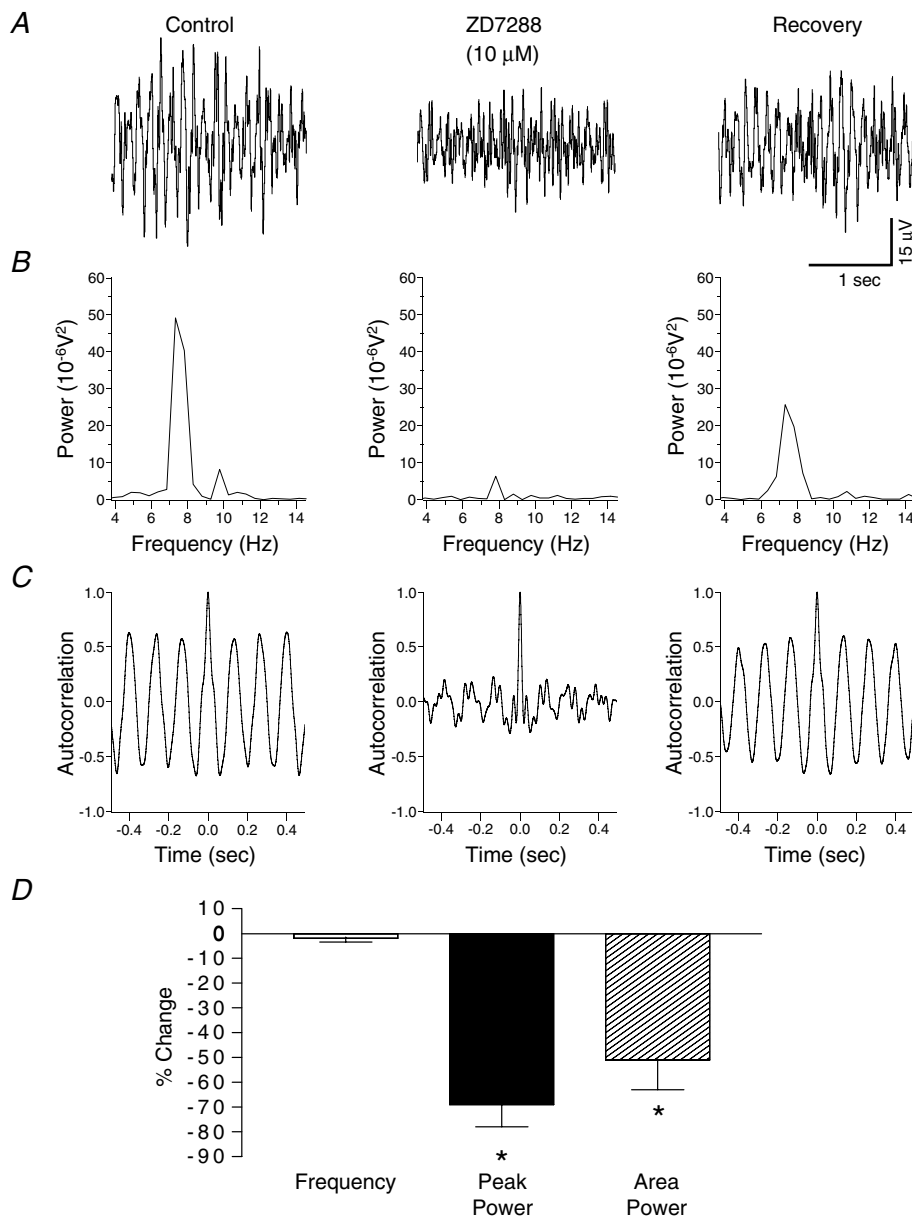 A
Control
ZD7288
(10 μM)
Recovery
15 μV
1 sec
B
60
50
40
30
20
10
0
Power (10⁻⁶V²)
4 6 8 10 12 14
Frequency (Hz)
60
50
40
30
20
10
0
Power (10⁻⁶V²)
4 6 8 10 12 14
Frequency (Hz)
60
50
40
30
20
10
0
Power (10⁻⁶V²)
4 6 8 10 12 14
Frequency (Hz)
C
1.0
0.5
0.0
-0.5
-1.0
Autocorrelation
-0.4 -0.2 0.0 0.2 0.4
Time (sec)
1.0
0.5
0.0
-0.5
-1.0
Autocorrelation
-0.4 -0.2 0.0 0.2 0.4
Time (sec)
1.0
0.5
0.0
-0.5
-1.0
Autocorrelation
-0.4 -0.2 0.0 0.2 0.4
Time (sec)
D
10
0
-10
-20
-30
-40
-50
-60
-70
-80
-90
% Change
*
*
Frequency
Peak
Power
Area
Power